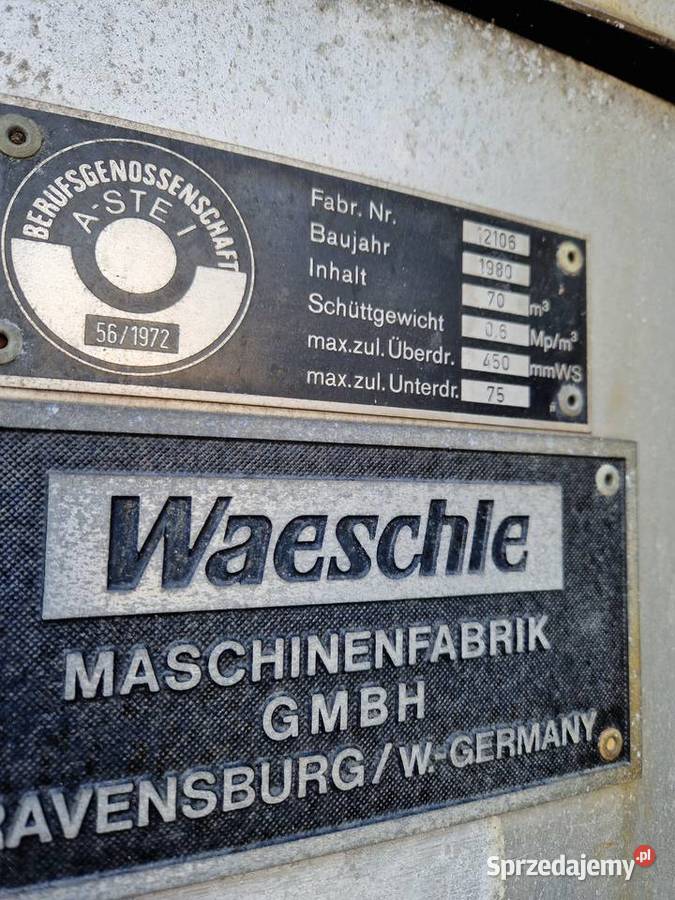 BERUFSGENOSSENSCHAFT
A-STE I
56/1972
Fabr. Nr. 12106
Baujahr 1980
Inhalt 70 m³
Schüttgewicht 0,6 Mp/m³
max.zul. Überdr. 450 mmWS
max.zul. Unterdr. 75
Waeschle
MASCHINENFABRIK
GMBH
RAVENSBURG/W.-GERMANY
Sprzedajemy.pl